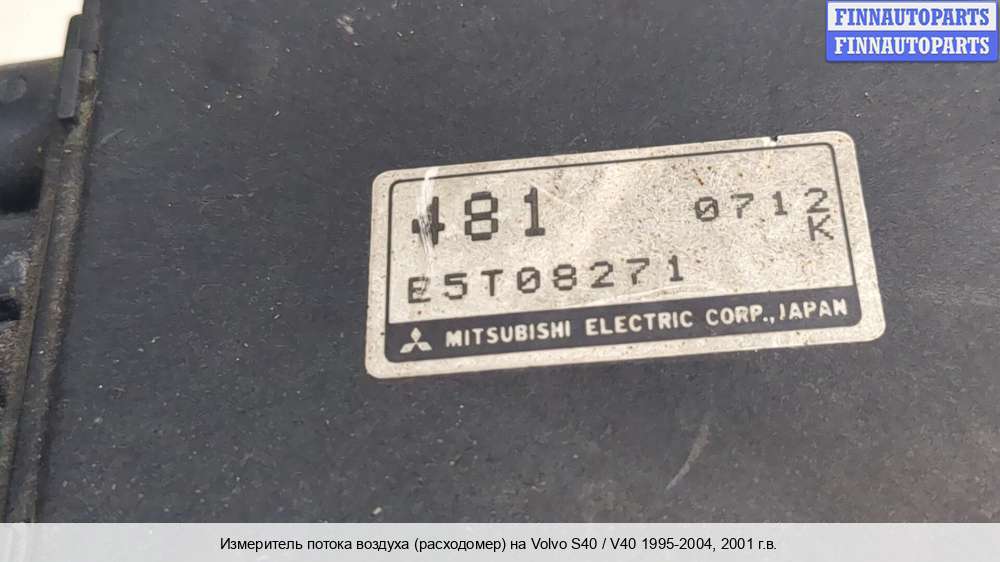 FINNAUTOPARTS
FINNAUTOPARTS
481 0712
K
E5T08271
MITSUBISHI ELECTRIC CORP., JAPAN
Измеритель потока воздуха (расходомер) на Volvo S40 / V40 1995-2004, 2001 г.в.